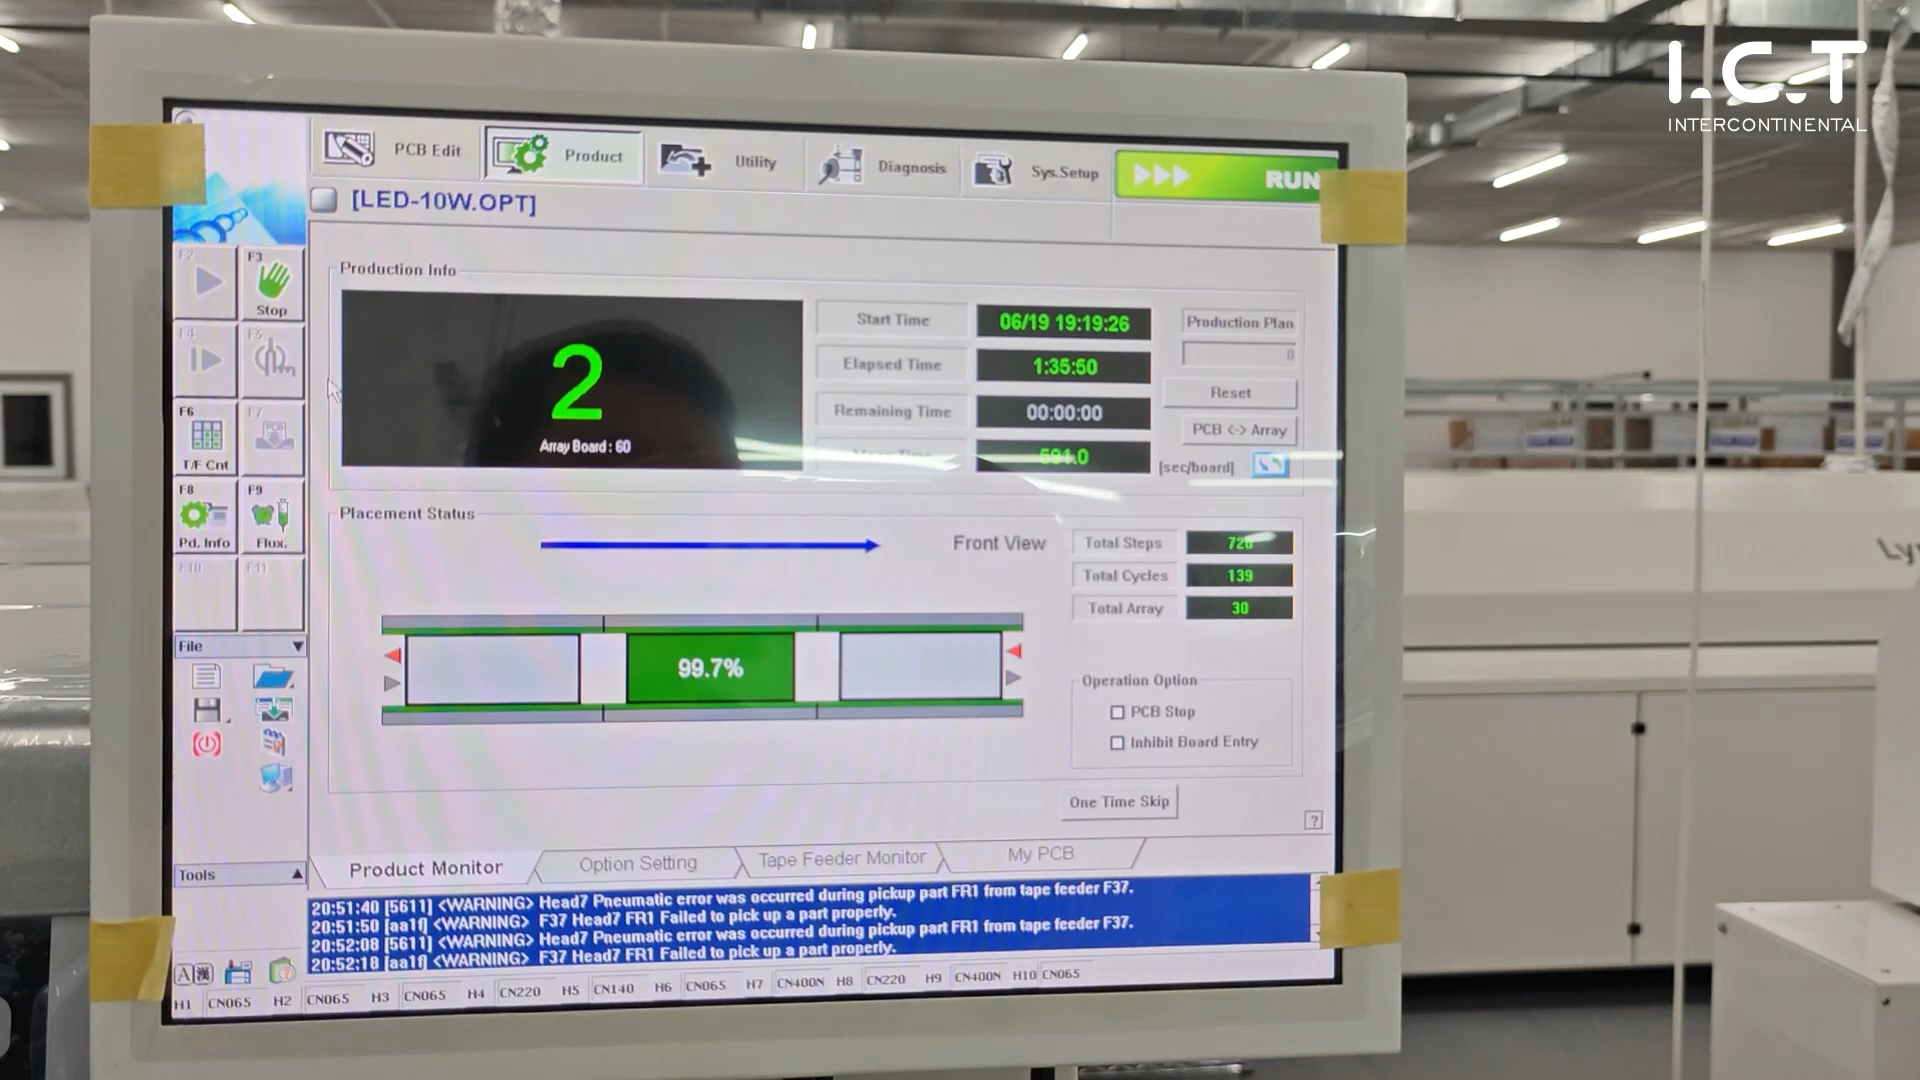 I.C.T
INTERCONTINENTAL
PCB Edit
Product
Utility
Diagnosis
Sys.Setup
RUN
[LED-10W.OPT]
F2
F3
Stop
F4
F5
F6
T/F Cnt
F7
F8
Pd. Info
F9
Flux.
F10
F11
File
Tools
Production Info
2
Array Board : 60
Start Time
06/19 19:19:26
Elapsed Time
1:35:50
Remaining Time
00:00:00
[sec/board]
Production Plan
0
Reset
PCB <-> Array
Placement Status
Front View
99.7%
Total Steps
Total Cycles
139
Total Array
30
Operation Option
PCB Stop
Inhibit Board Entry
One Time Skip
?
Product Monitor
Option Setting
Tape Feeder Monitor
My PCB
20:51:40 [5611] <WARNING> Head7 Pneumatic error was occurred during pickup part FR1 from tape feeder F37.
20:51:50 [aa1f] <WARNING> F37 Head7 FR1 Failed to pick up a part properly.
20:52:08 [5611] <WARNING> Head7 Pneumatic error was occurred during pickup part FR1 from tape feeder F37.
20:52:18 [aa1f] <WARNING> F37 Head7 FR1 Failed to pick up a part properly.
H1 CN065 H2 CN065 H3 CN065 H4 CN220 H5 CN140 H6 CN065 H7 CN400N H8 CN220 H9 CN400N H10 CN065